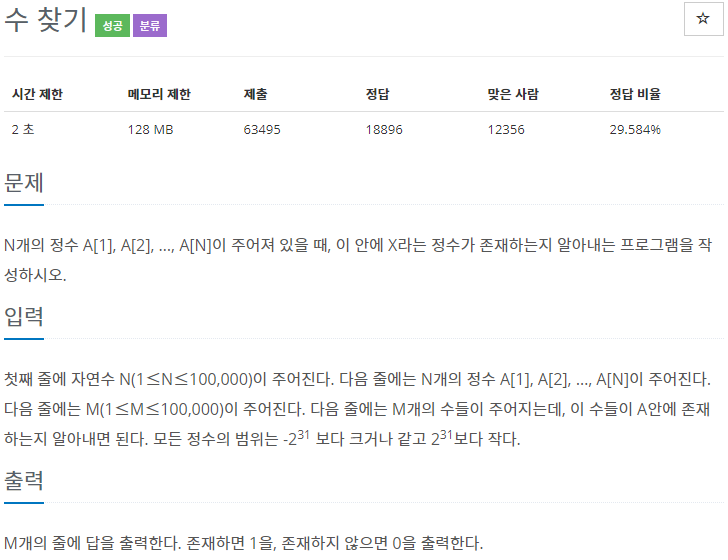 수 찾기 성공 분류
시간 제한 메모리 제한 제출 정답 맞은 사람 정답 비율
2 초 128 MB 63495 18896 12356 29.584%
문제
N개의 정수 A[1], A[2], ..., A[N]이 주어져 있을 때, 이 안에 X라는 정수가 존재하는지 알아내는 프로그램을 작
성하시오.
입력
첫째 줄에 자연수 N(1≤N≤100,000)이 주어진다. 다음 줄에는 N개의 정수 A[1], A[2], ..., A[N]이 주어진다.
다음 줄에는 M(1≤M≤100,000)이 주어진다. 다음 줄에는 M개의 수들이 주어지는데, 이 수들이 A안에 존재
하는지 알아내면 된다. 모든 정수의 범위는 -2³¹ 보다 크거나 같고 2³¹보다 작다.
출력
M개의 줄에 답을 출력한다. 존재하면 1을, 존재하지 않으면 0을 출력한다.